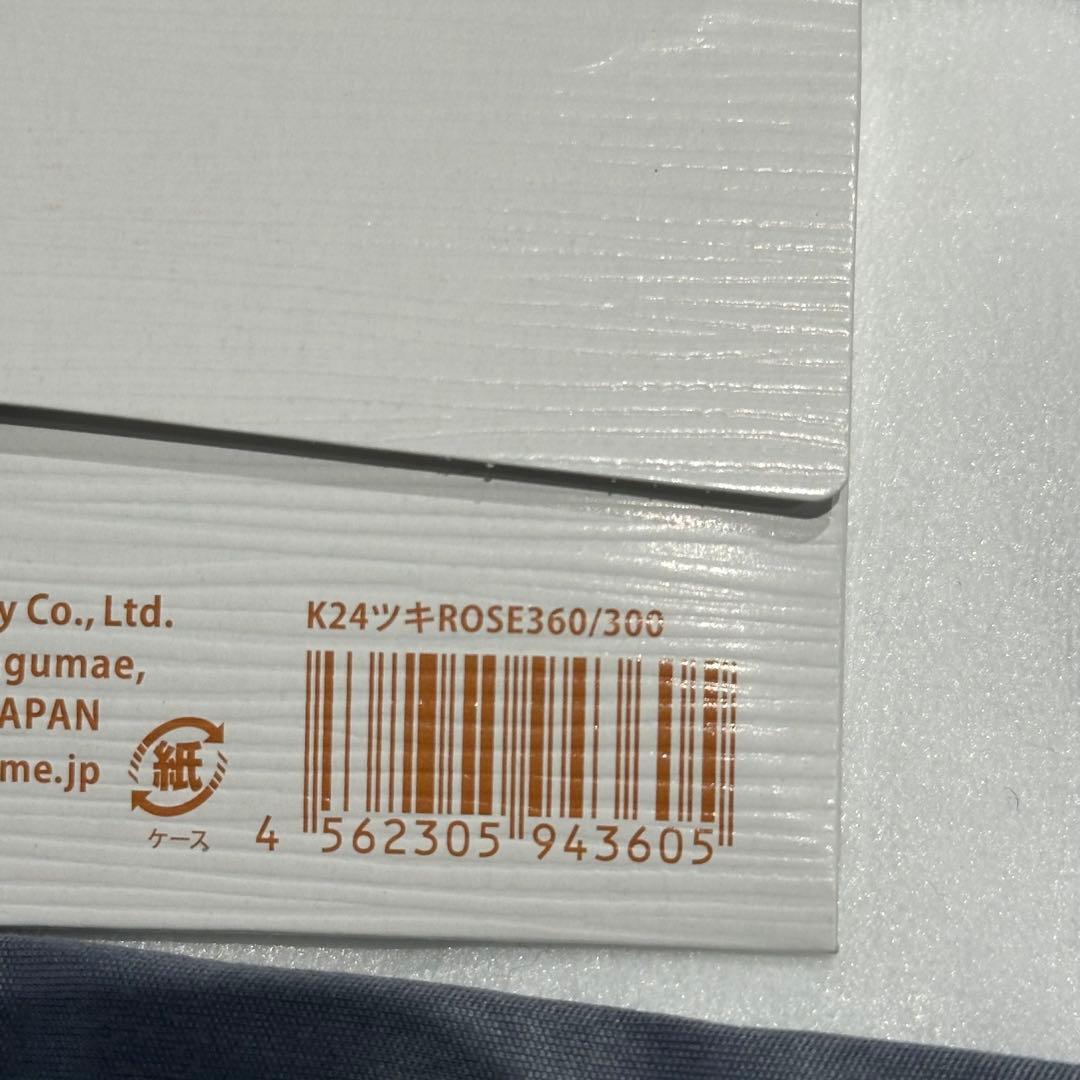 y Co., Ltd.
gumae,
APAN
me.jp
紙
ケース
K24ツキROSE360/300
4 562305 943605